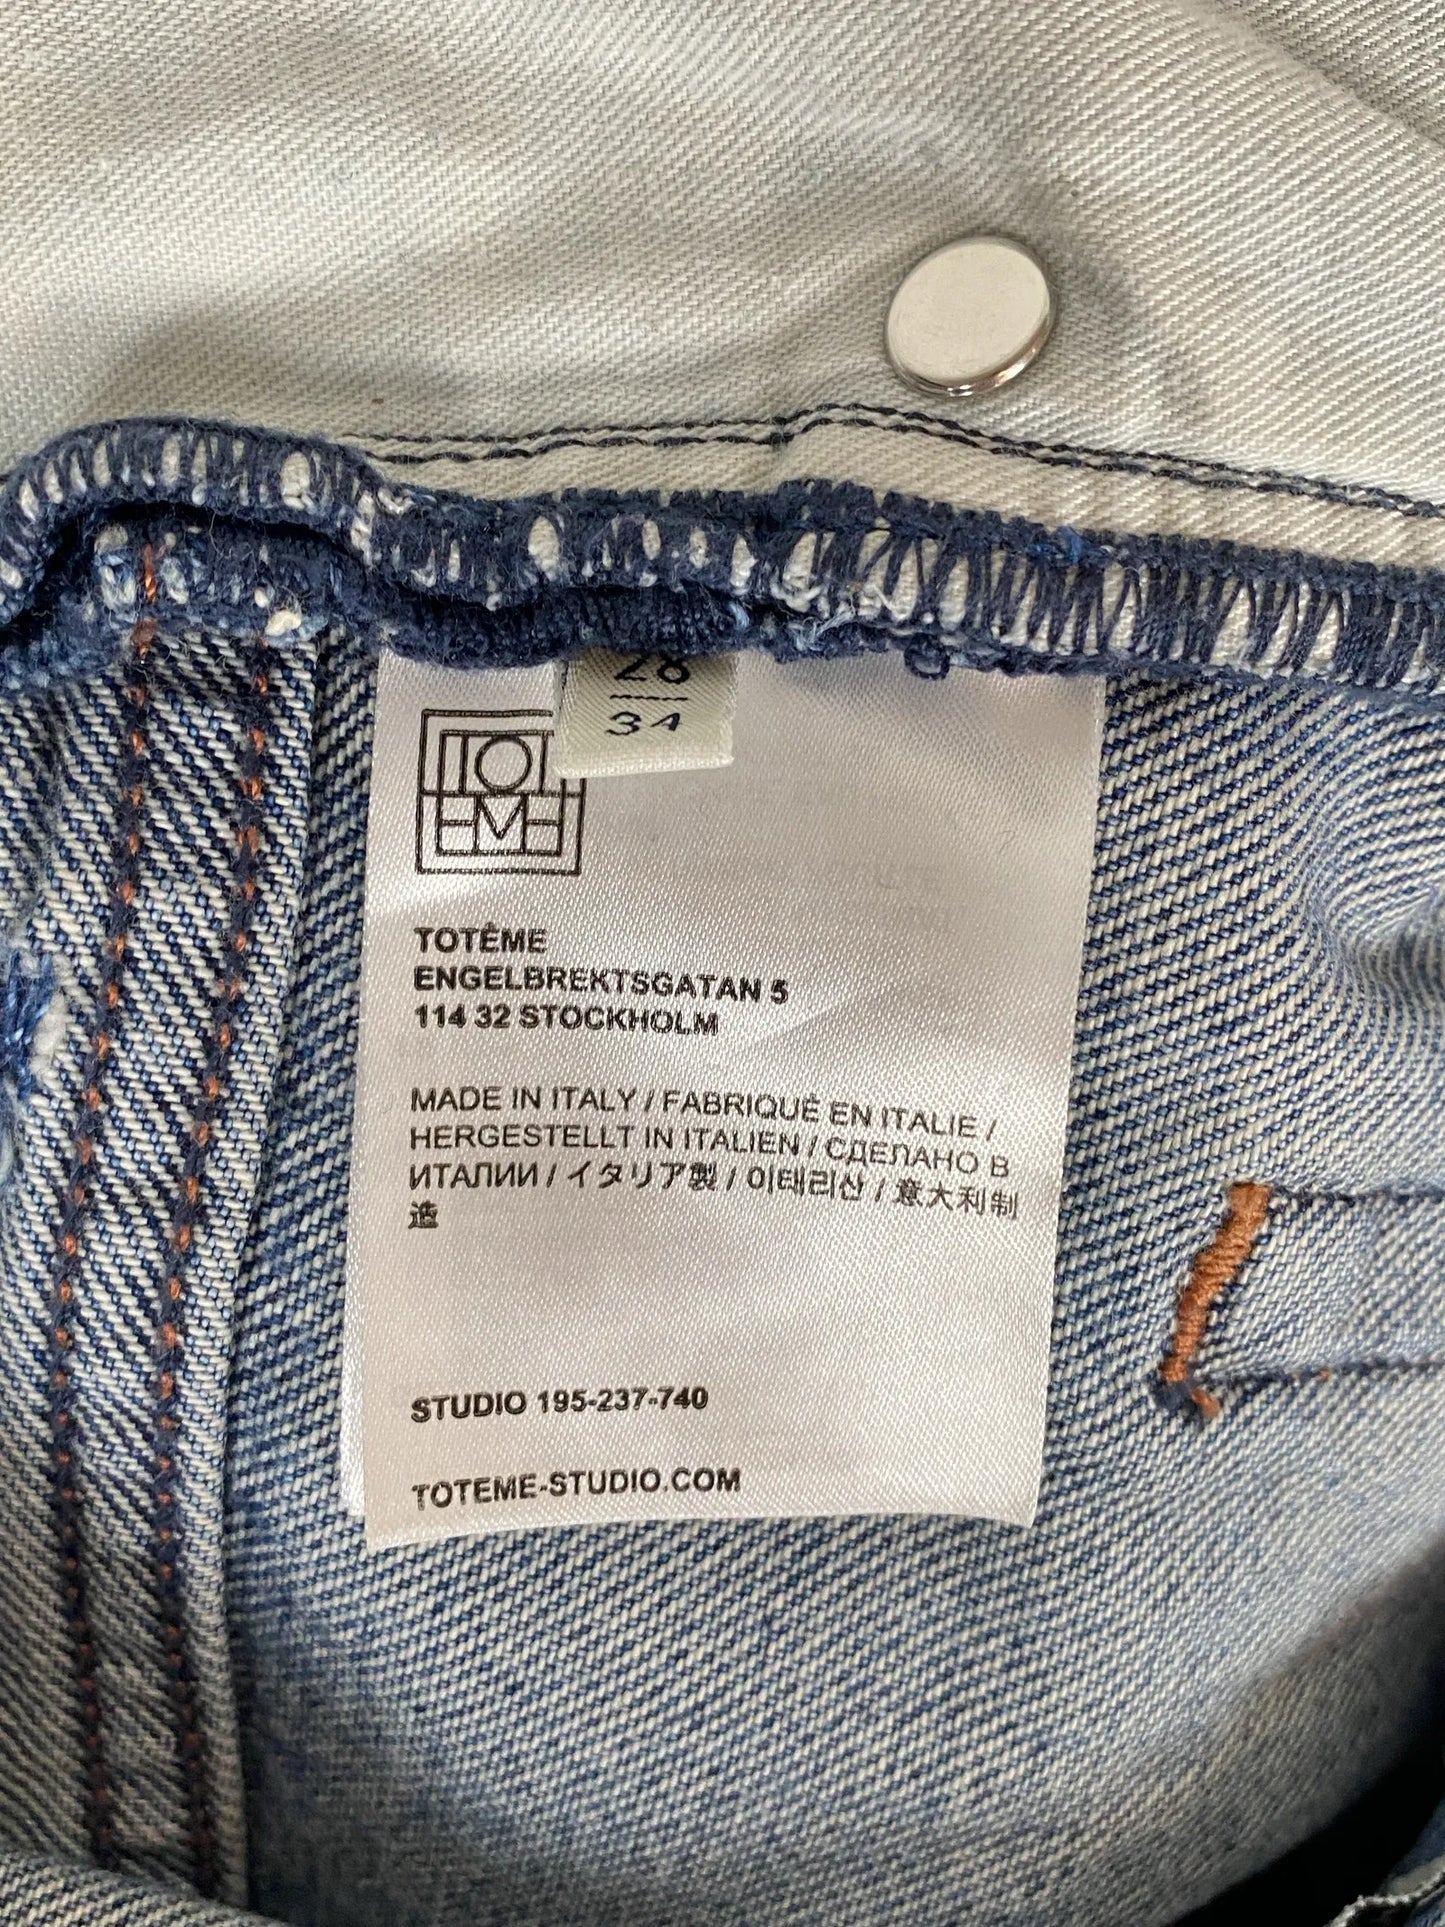 28
34
TOTEME
TOTÊME
ENGELBREKTSGATAN 5
114 32 STOCKHOLM
MADE IN ITALY / FABRIQUÉ EN ITALIE /
HERGESTELLT IN ITALIEN / СДЕЛАНО В
ИТАЛИИ / イタリア製 / 이태리산 / 意大利制
造
STUDIO 195-237-740
TOTEME-STUDIO.COM